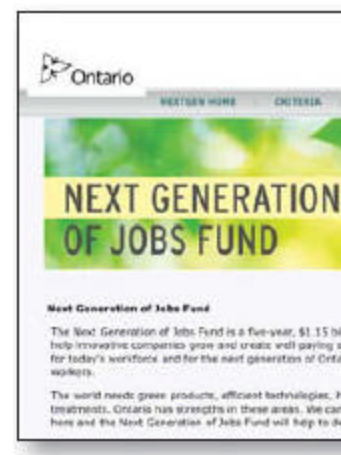 Ontario
NEXTGEN HOME CRITERIA
NEXT GENERATION
OF JOBS FUND
Next Generation of Jobs Fund
The Next Generation of Jobs Fund is a five-year, $1.15
help innovative companies grow and create well paying
for today's workforce and for the next generation of
workers.
The world needs green products, efficient technologies,
treatments. Ontario has strengths in these areas. We can
here and the Next Generation of Jobs Fund will help to